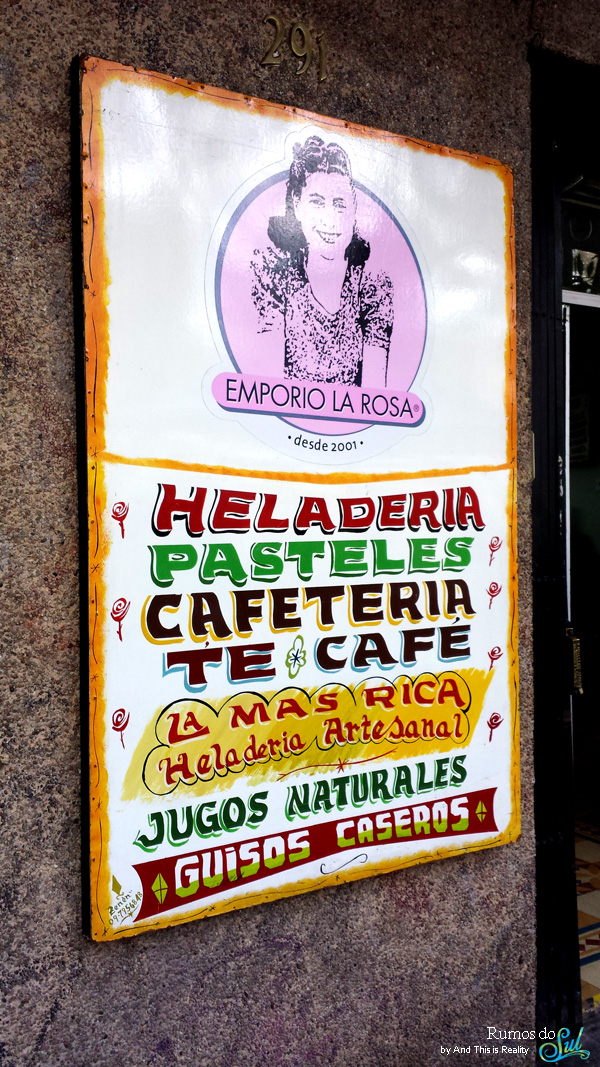 291
EMPORIO LA ROSA®
• desde 2001 •
HELADERIA
PASTELES
CAFETERIA
TE CAFÉ
LA MAS RICA
Heladeria Artesanal
JUGOS NATURALES
GUISOS CASEROS
Zenén
Rumos do Sul
by And This is Reality